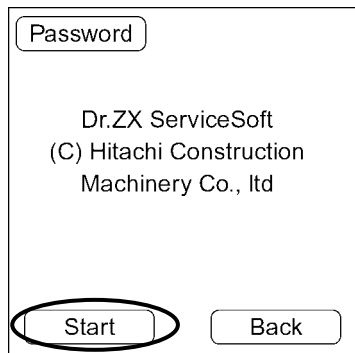 Password
Dr.ZX ServiceSoft
(C) Hitachi Construction
Machinery Co., ltd
Start
Back